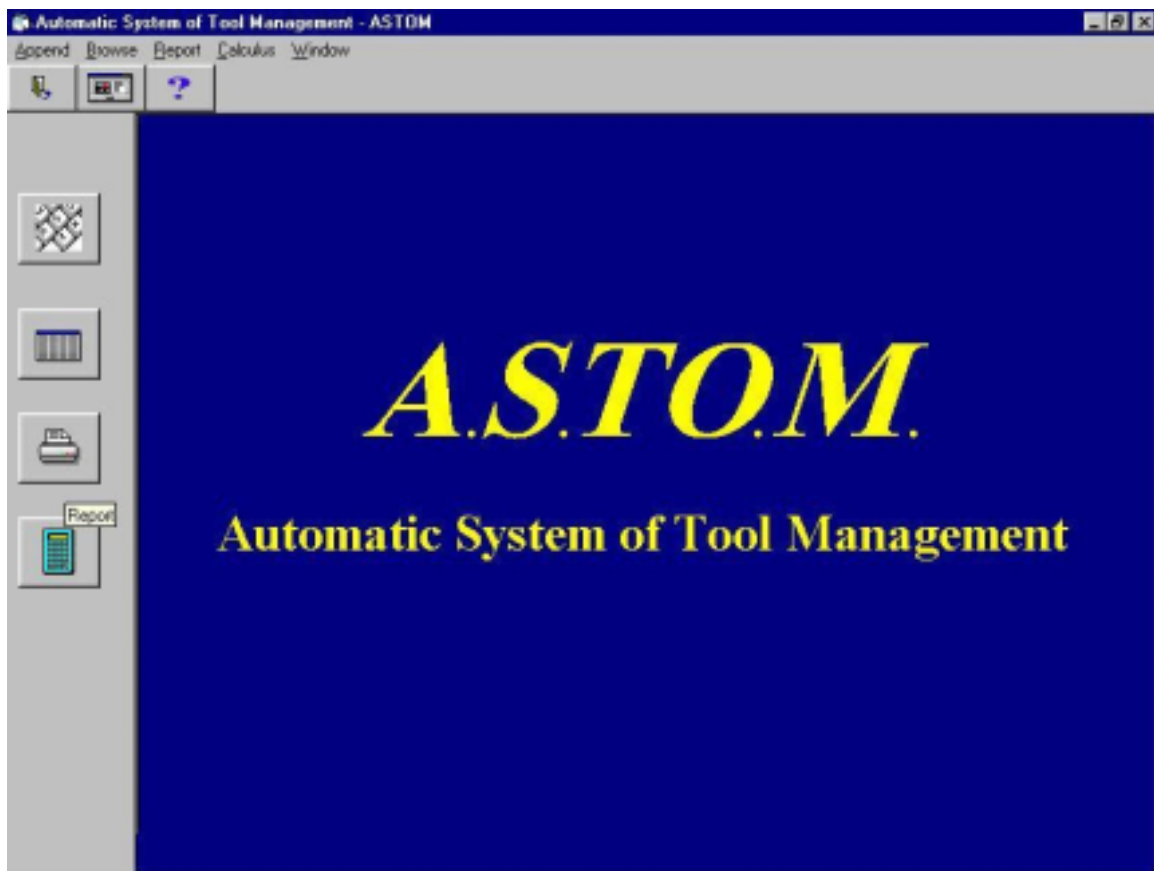 Automatic System of Tool Management - ASTOM
Append Browse Report Calculus Window
?
A.S.T.O.M.
Report
Automatic System of Tool Management